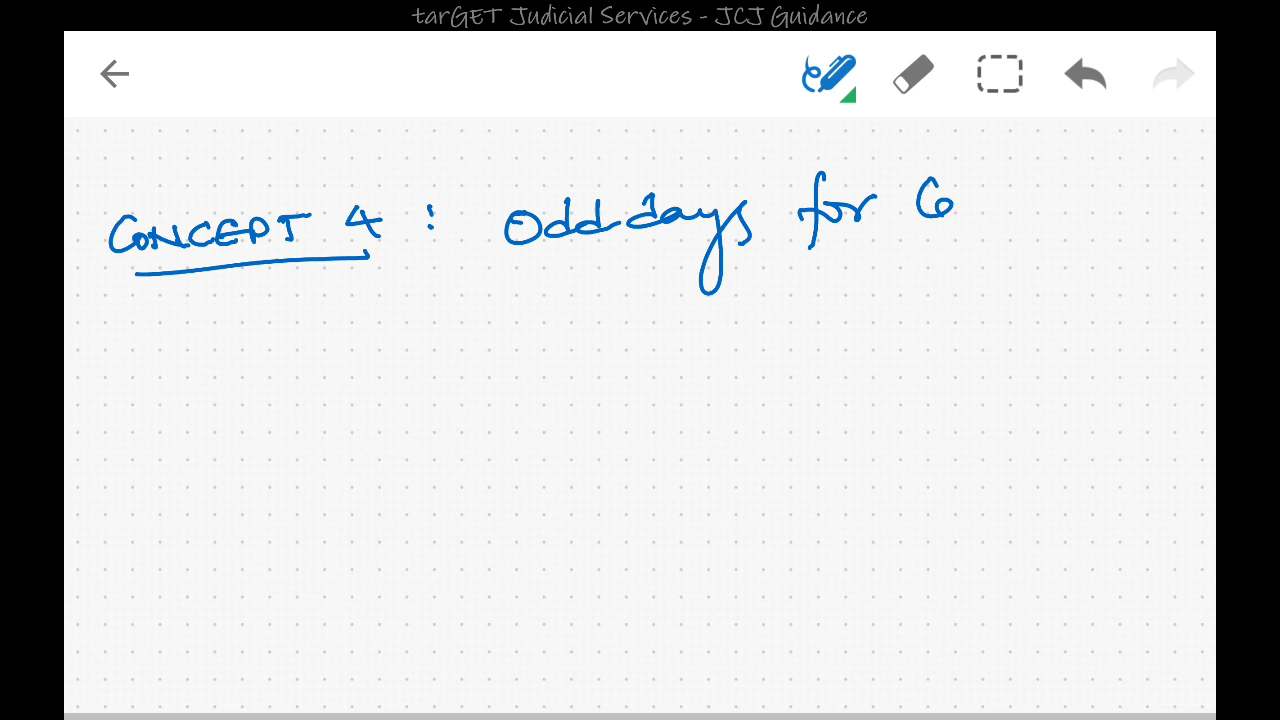 tarGET Judicial Services - JCJ Guidance
CONCEPT 4 : Odd days for 6